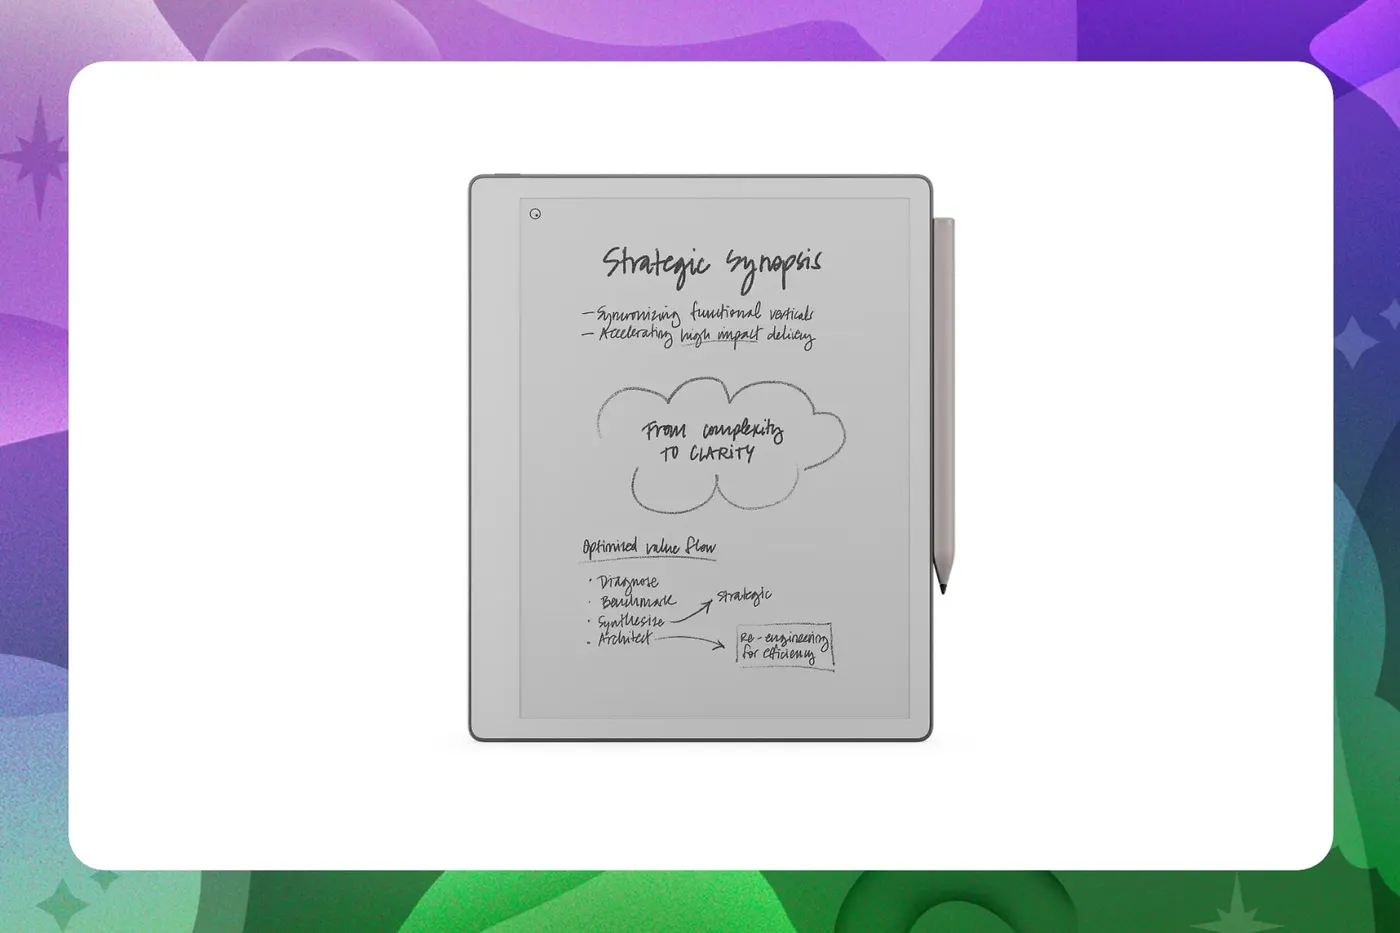 Strategic Synopsis
– Syncronizing functional verticals
– Accelerating high impact delivery
From complexity
TO CLARITY
Optimized value flow
• Diagnose
• Benchmark
• Synthesize
Strategic
• Architect
Re-engineering
for efficiency